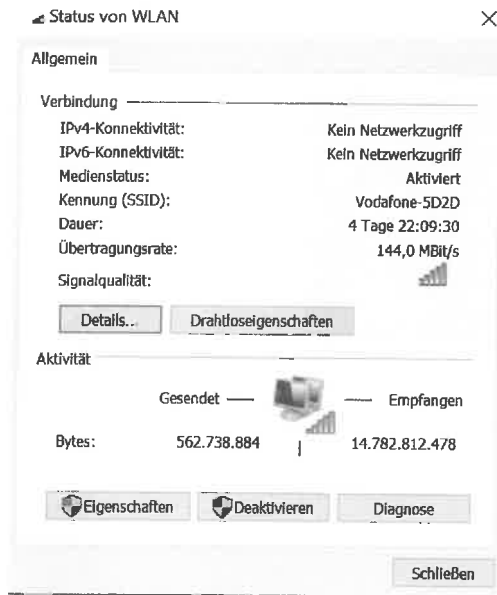 Status von WLAN
Allgemein
Verbindung
IPv4-Konnektivität: Kein Netzwerkzugriff
IPv6-Konnektivität: Kein Netzwerkzugriff
Medienstatus: Aktiviert
Kennung (SSID): Vodafone-5D2D
Dauer: 4 Tage 22:09:30
Übertragungsrate: 144,0 MBit/s
Signalqualität:
Details... Drahtloseigenschaften
Aktivität
Gesendet Empfangen
Bytes: 562.738.884 14.782.812.478
Eigenschaften Deaktivieren Diagnose
Schließen